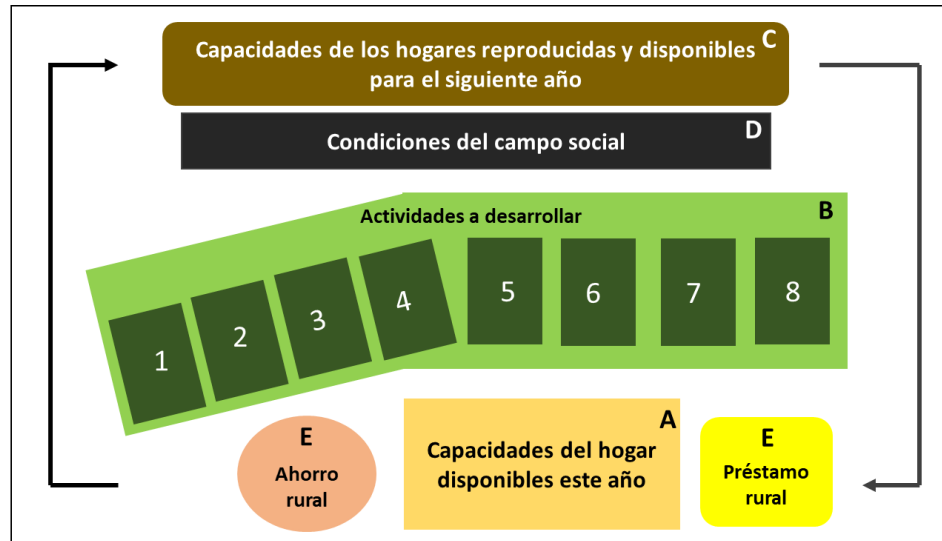 Capacidades de los hogares reproducidas y disponibles
para el siguiente año
C
Condiciones del campo social
D
Actividades a desarrollar
B
1
2
3
4
5
6
7
8
E
Ahorro
rural
A
Capacidades del hogar
disponibles este año
E
Préstamo
rural